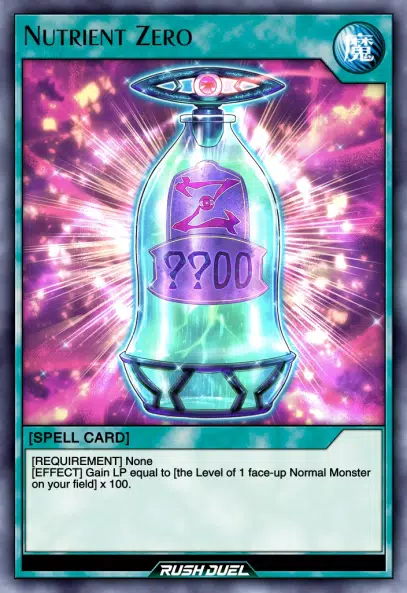 Nutrient Zero
魔
Z
??00
[SPELL CARD]
[REQUIREMENT] None
[EFFECT] Gain LP equal to [the Level of 1 face-up Normal Monster
on your field] x 100.
RUSH DUEL